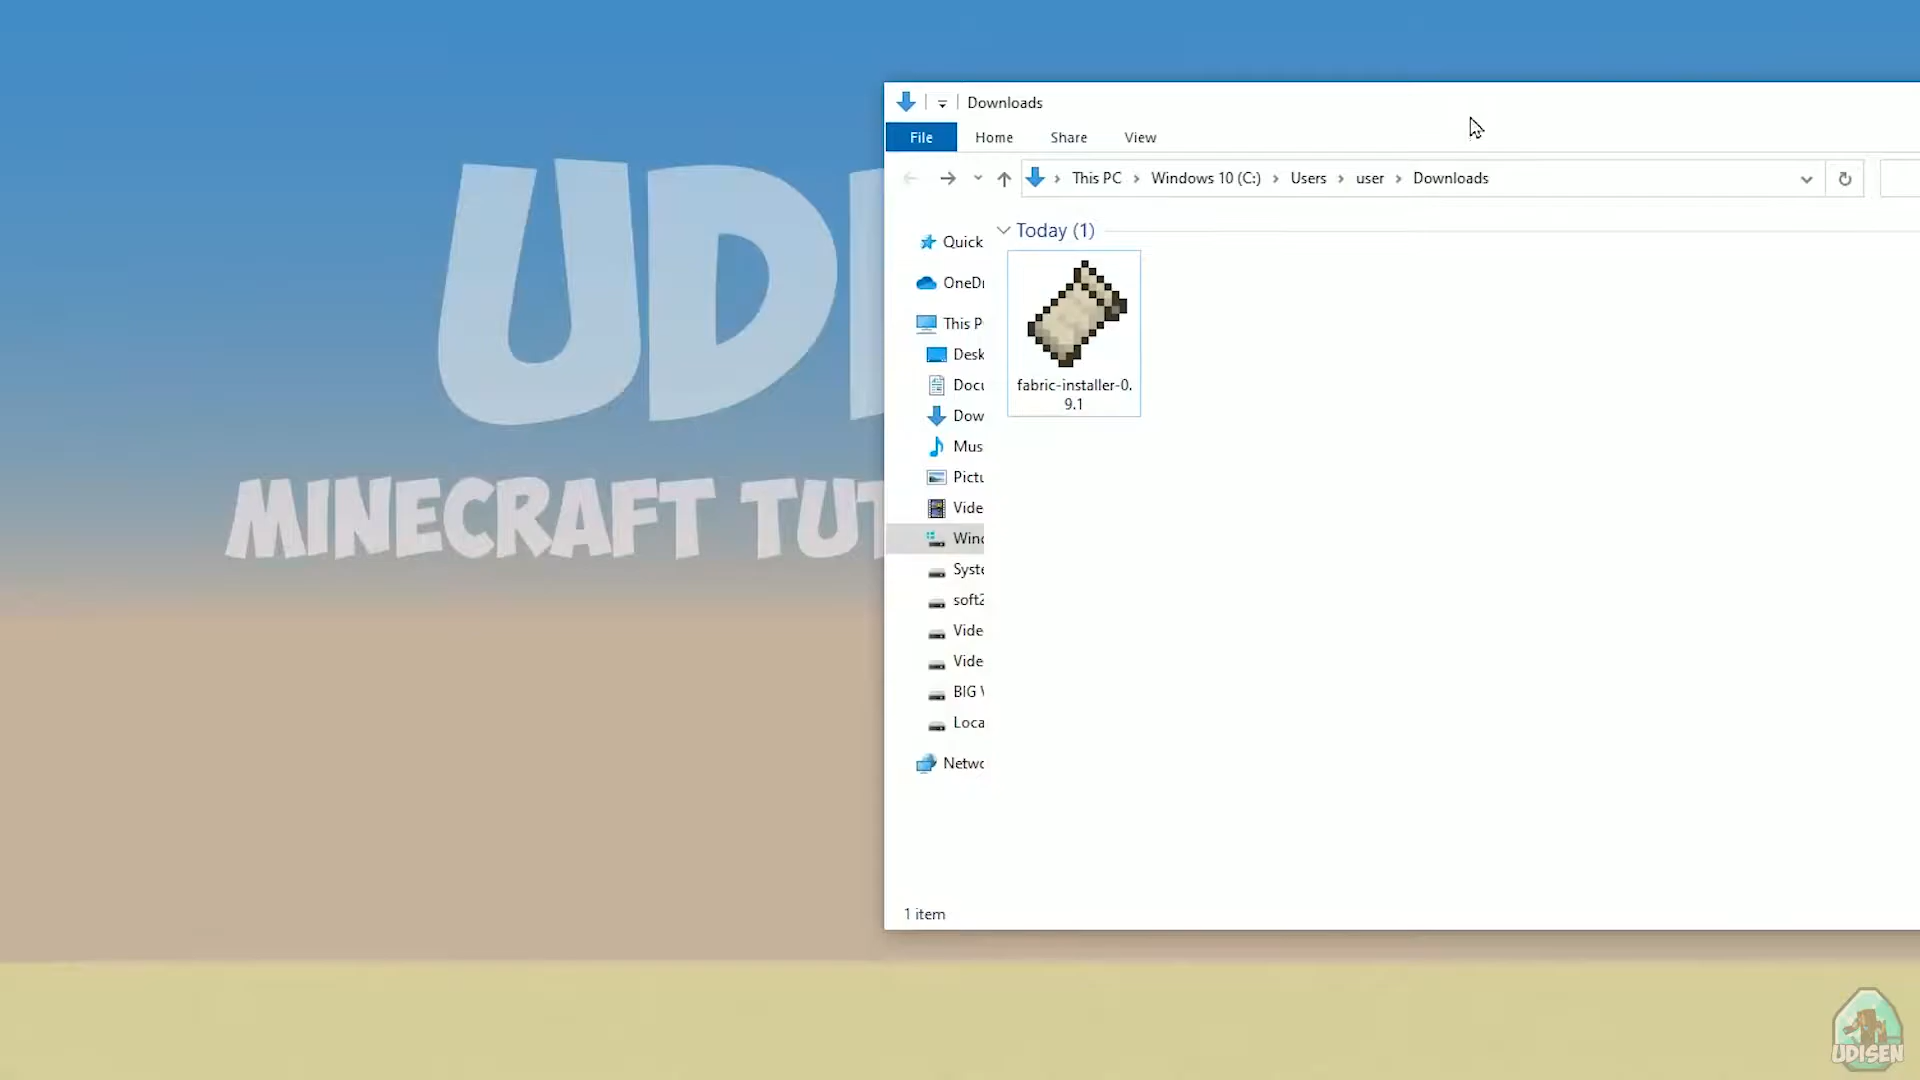 UD
MINECRAFT TUT
Downloads
File Home Share View
This PC Windows 10 (C:) Users user Downloads
Today (1)
fabric-installer-0.
9.1
Quick
OneDr
This P
Desk
Docu
Dow
Mus
Pictu
Vide
Wind
Syste
soft2
Vide
Vide
BIG V
Loca
Netwo
1 item
UDISEN